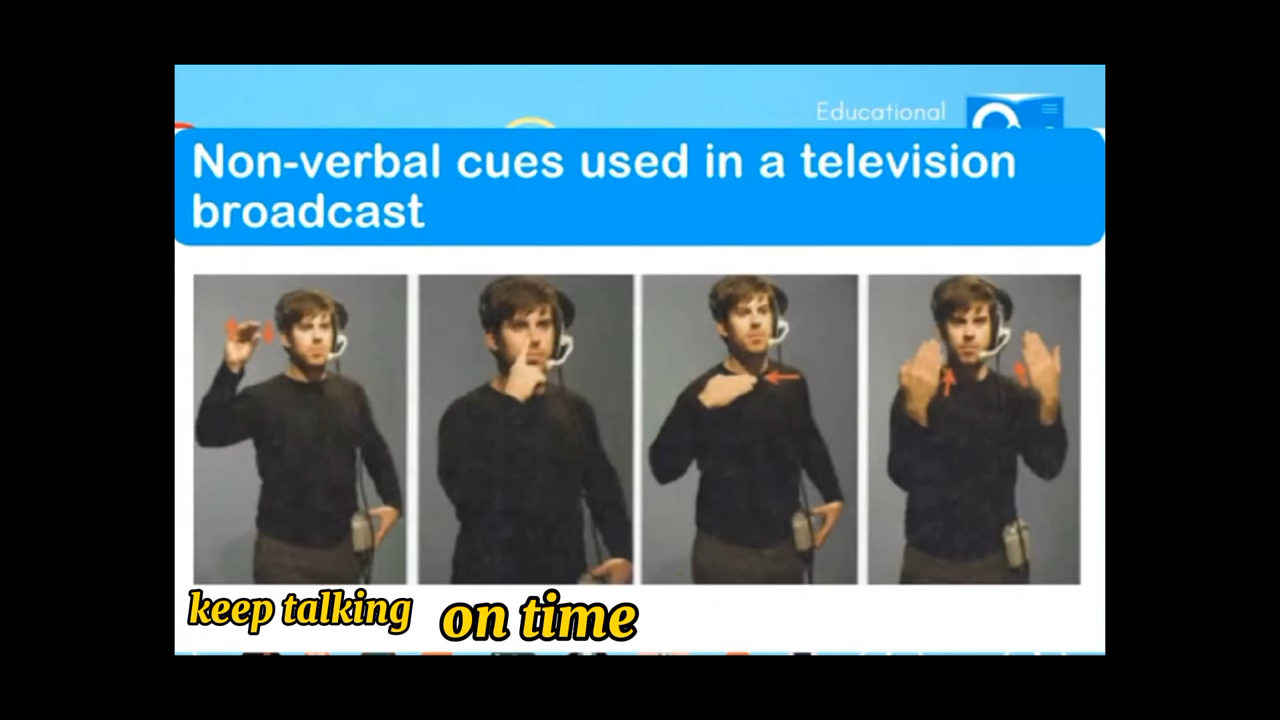 Educational
Non-verbal cues used in a television
broadcast
keep talking
on time